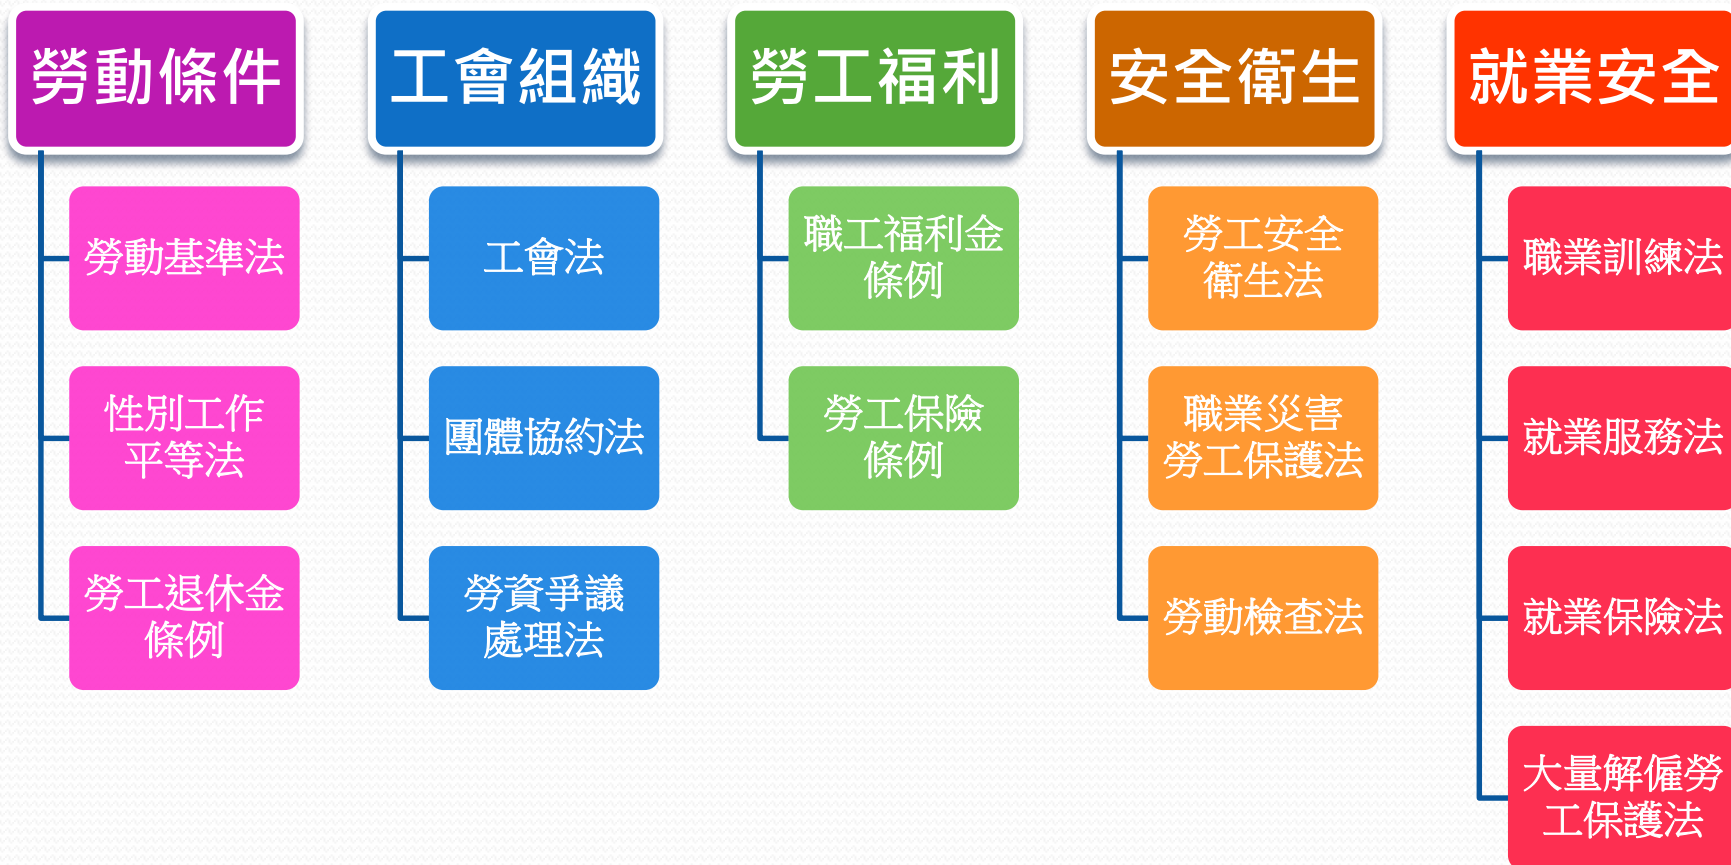 勞動條件
勞動基準法
性別工作
平等法
勞工退休金
條例
工會組織
工會法
團體協約法
勞資爭議
處理法
勞工福利
職工福利金
條例
勞工保險
條例
安全衛生
勞工安全
衛生法
職業災害
勞工保護法
勞動檢查法
就業安全
職業訓練法
就業服務法
就業保險法
大量解僱勞
工保護法